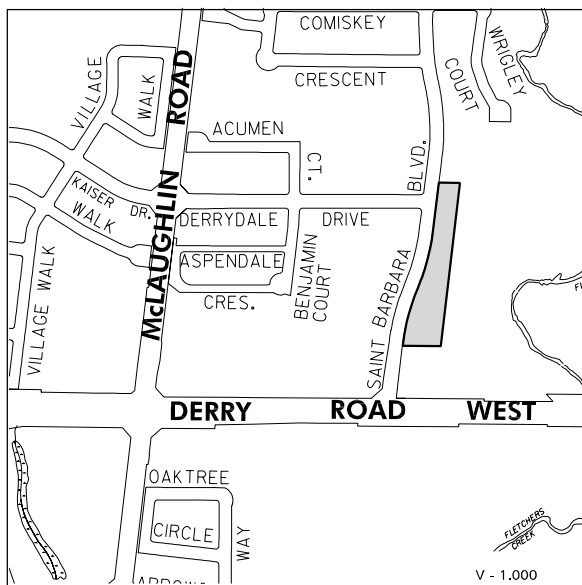 COMISKEY
WRIGLEY
COURT
CRESCENT
VILLAGE
WALK
McLAUGHLIN ROAD
ACUMEN
CT.
BLVD.
KAISER
DR.
WALK
DERRYDALE DRIVE
ASPENDALE
CRES.
BENJAMIN
COURT
VILLAGE WALK
SAINT BARBARA
DERRY ROAD WEST
OAKTREE
CIRCLE
WAY
FLETCHERS
CREEK
V - 1.000